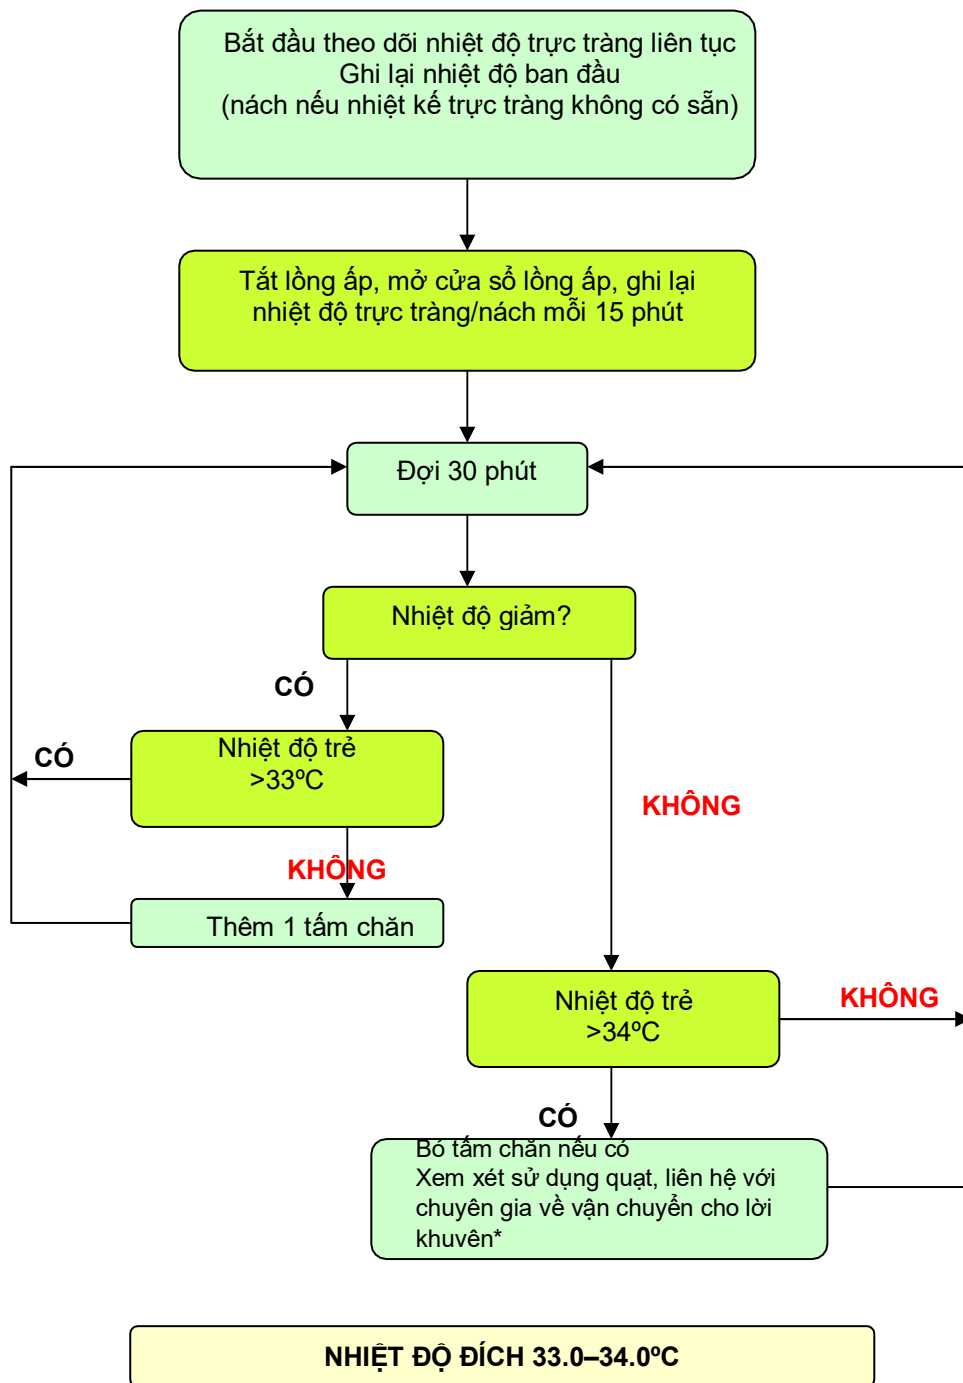 Bắt đầu theo dõi nhiệt độ trực tràng liên tục
Ghi lại nhiệt độ ban đầu
(nách nếu nhiệt kế trực tràng không có sẵn)
Tắt lồng ấp, mở cửa sổ lồng ấp, ghi lại
nhiệt độ trực tràng/nách mỗi 15 phút
Đợi 30 phút
Nhiệt độ giảm?
CÓ
Nhiệt độ trẻ
>33ºC
CÓ
KHÔNG
KHÔNG
Thêm 1 tấm chăn
Nhiệt độ trẻ
>34ºC
KHÔNG
CÓ
Bỏ tấm chăn nếu có
Xem xét sử dụng quạt, liên hệ với
chuyên gia về vận chuyển cho lời
khuyên*
NHIỆT ĐỘ ĐÍCH 33.0–34.0ºC